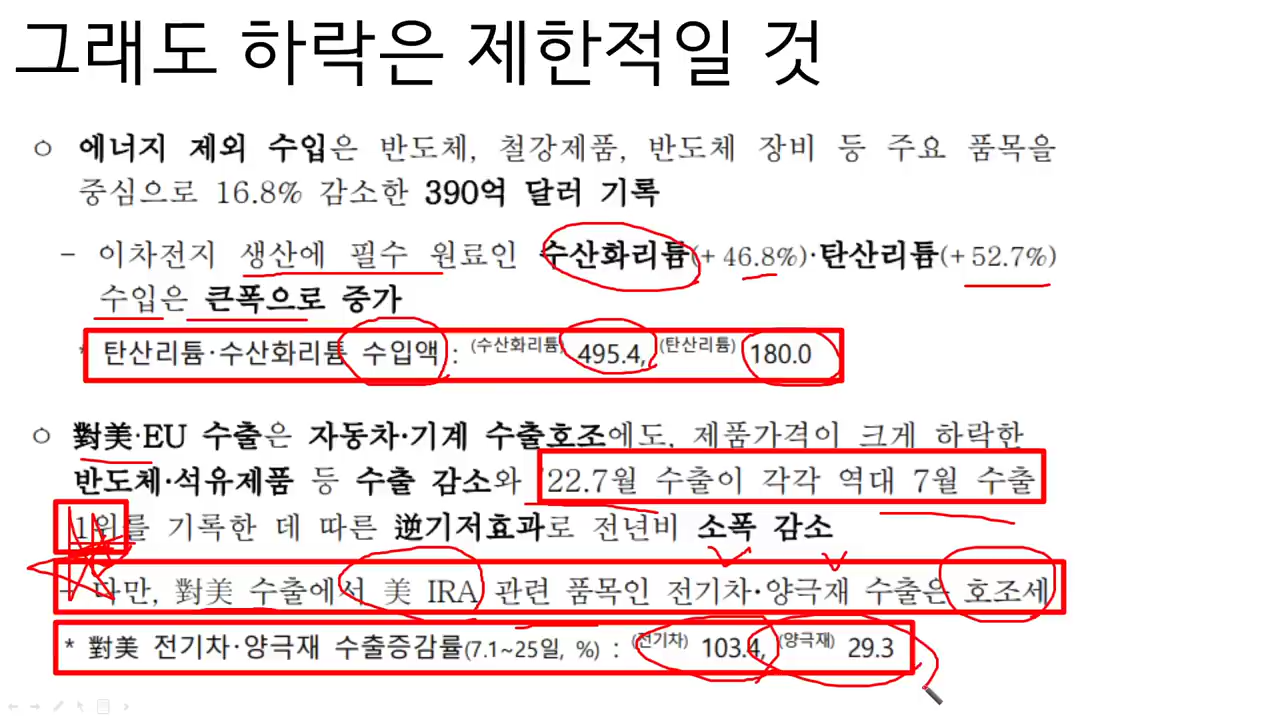 그래도 하락은 제한적일 것
○ 에너지 제외 수입은 반도체, 철강제품, 반도체 장비 등 주요 품목을
중심으로 16.8% 감소한 390억 달러 기록
- 이차전지 생산에 필수 원료인 수산화리튬(+46.8%)·탄산리튬(+52.7%)
수입은 큰폭으로 증가
* 탄산리튬·수산화리튬 수입액 : (수산화리튬) 495.4, (탄산리튬) 180.0
○ 對美·EU 수출은 자동차·기계 수출호조에도, 제품가격이 크게 하락한
반도체·석유제품 등 수출 감소와 '22.7월 수출이 각각 역대 7월 수출
1위를 기록한 데 따른 逆기저효과로 전년비 소폭 감소
- 다만, 對美 수출에서 美 IRA 관련 품목인 전기차·양극재 수출은 호조세
* 對美 전기차·양극재 수출증감률(7.1~25일, %) : (전기차) 103.4, (양극재) 29.3